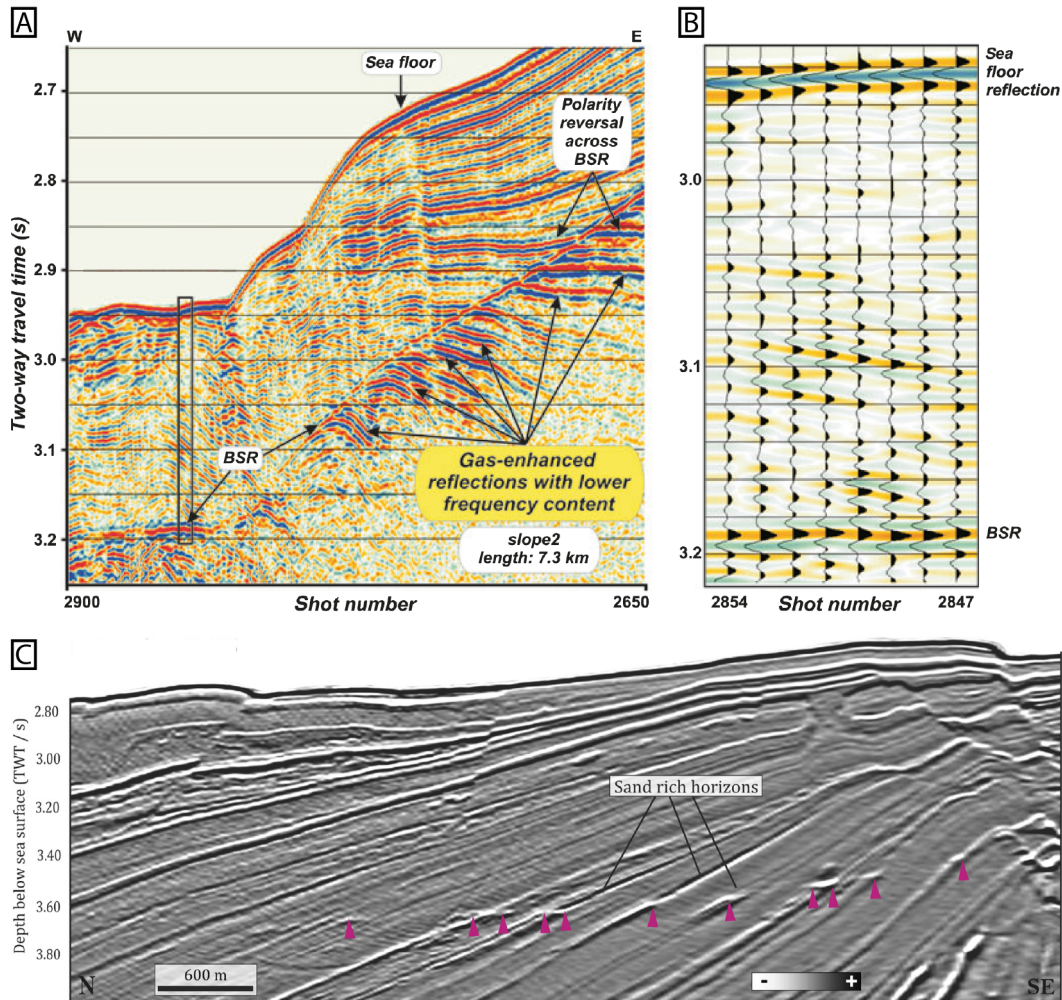 A
W
E
Sea floor
Polarity
reversal
across
BSR
2.7
2.8
2.9
3.0
3.1
3.2
Two-way travel time (s)
BSR
Gas-enhanced
reflections with lower
frequency content
slope2
length: 7.3 km
2900
Shot number
2650
B
Sea
floor
reflection
3.0
3.1
3.2
BSR
2854
Shot number
2847
C
Depth below sea surface (TWT / s)
2.80
3.00
3.20
3.40
3.60
3.80
Sand rich horizons
N
600 m
- +
SE